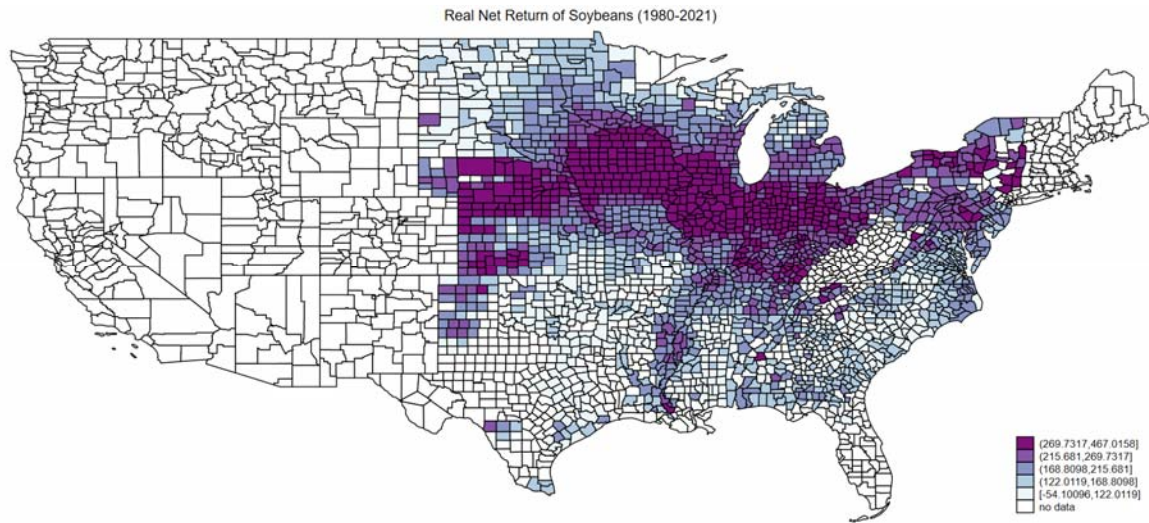 Real Net Return of Soybeans (1980-2021)
(269.7317,467.0158]
(215.681,269.7317]
(168.8098,215.681]
(122.0119,168.8098]
[-54.10096,122.0119]
no data